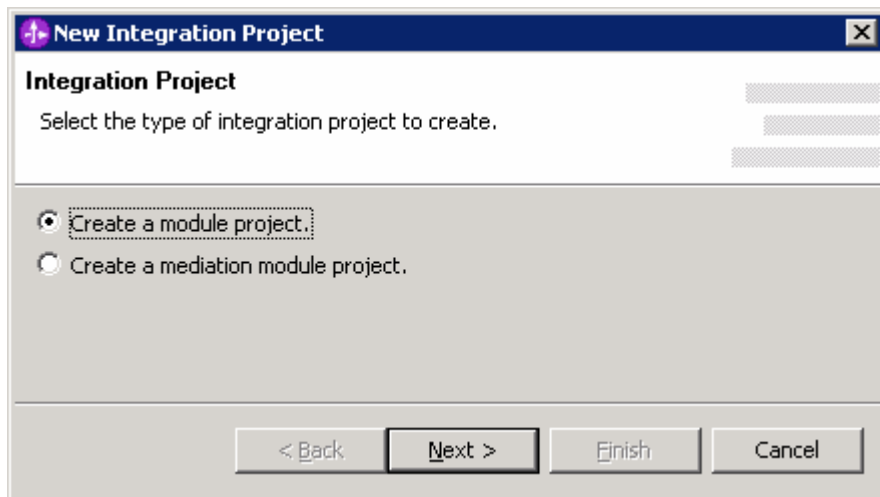 New Integration Project
Integration Project
Select the type of integration project to create.
Create a module project.
Create a mediation module project.
< Back
Next >
Finish
Cancel